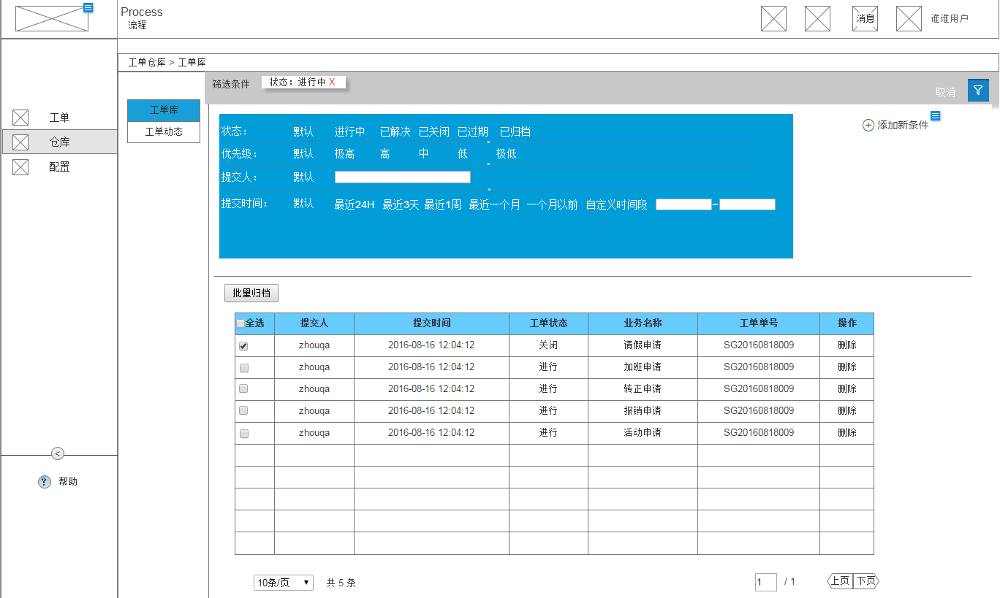 Process
流程
消息
谁谁用户
工单仓库 > 工单库
工单
仓库
配置
< 
? 帮助
工单库
工单动态
筛选条件 状态：进行中 X
取消
添加新条件
状态： 默认 进行中 已解决 已关闭 已过期 已归档
优先级： 默认 极高 高 中 低 极低
提交人： 默认
提交时间： 默认 最近24H 最近3天 最近1周 最近一个月 一个月以前 自定义时间段 ~
批量归档
全选 提交人 提交时间 工单状态 业务名称 工单单号 操作
zhouqa 2016-08-16 12:04:12 关闭 请假申请 SG20160818009 删除
zhouqa 2016-08-16 12:04:12 进行 加班申请 SG20160818009 删除
zhouqa 2016-08-16 12:04:12 进行 转正申请 SG20160818009 删除
zhouqa 2016-08-16 12:04:12 进行 报销申请 SG20160818009 删除
zhouqa 2016-08-16 12:04:12 进行 活动申请 SG20160818009 删除
10条/页 共 5 条 1 / 1 上页 下页